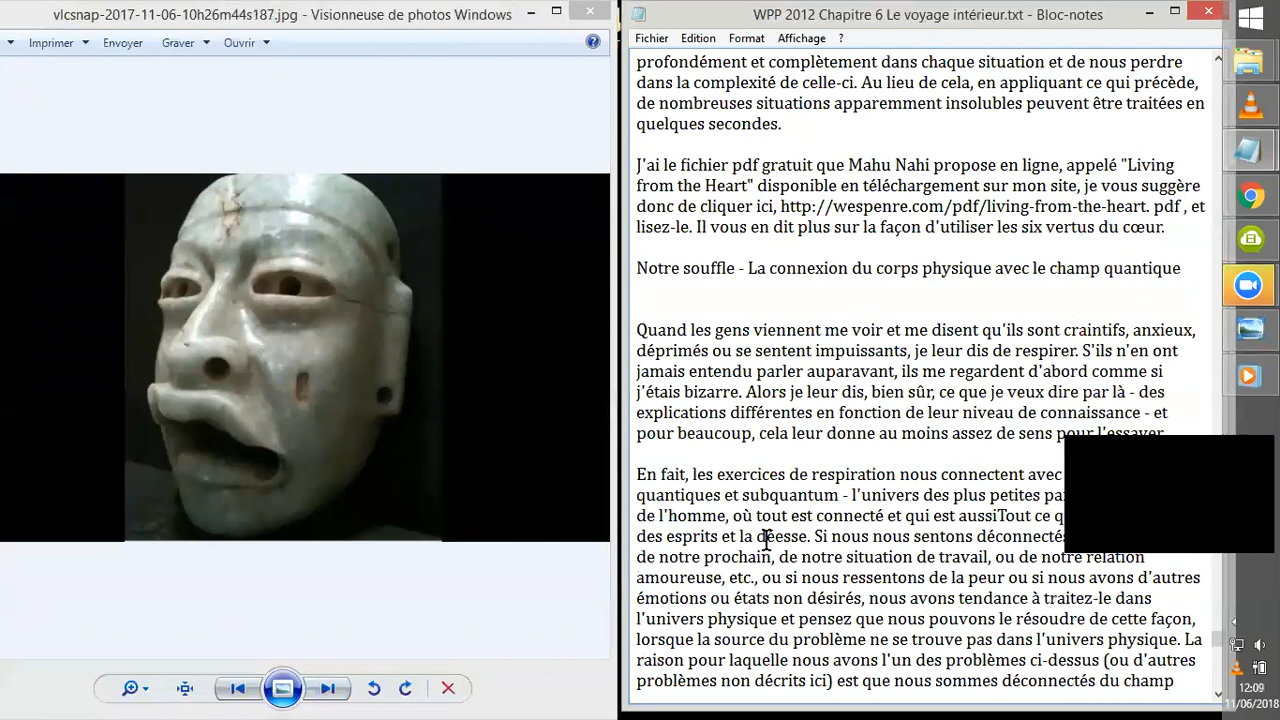 vlcsnap-2017-11-06-10h26m44s187.jpg - Visionneuse de photos Windows
Imprimer
Envoyer
Graver
Ouvrir
WPP 2012 Chapitre 6 Le voyage intérieur.txt - Bloc-notes
Fichier
Edition
Format
Affichage
?
profondément et complètement dans chaque situation et de nous perdre
dans la complexité de celle-ci. Au lieu de cela, en appliquant ce qui précède,
de nombreuses situations apparemment insolubles peuvent être traitées en
quelques secondes.
J'ai le fichier pdf gratuit que Mahu Nahi propose en ligne, appelé "Living
from the Heart" disponible en téléchargement sur mon site, je vous suggère
donc de cliquer ici, http://wespenre.com/pdf/living-from-the-heart. pdf , et
lisez-le. Il vous en dit plus sur la façon d'utiliser les six vertus du cœur.
Notre souffle - La connexion du corps physique avec le champ quantique
Quand les gens viennent me voir et me disent qu'ils sont craintifs, anxieux,
déprimés ou se sentent impuissants, je leur dis de respirer. S'ils n'en ont
jamais entendu parler auparavant, ils me regardent d'abord comme si
j'étais bizarre. Alors je leur dis, bien sûr, ce que je veux dire par là - des
explications différentes en fonction de leur niveau de connaissance - et
pour beaucoup, cela leur donne au moins assez de sens pour l'essayer.
En fait, les exercices de respiration nous connectent avec
quantiques et subquantum - l'univers des plus petites
de l'homme, où tout est connecté et qui est aussiTout ce
des esprits et la déesse. Si nous nous sentons déconnectés
de notre prochain, de notre situation de travail, ou de notre relation
amoureuse, etc., ou si nous ressentons de la peur ou si nous avons d'autres
émotions ou états non désirés, nous avons tendance à traitez-le dans
l'univers physique et pensez que nous pouvons le résoudre de cette façon,
lorsque la source du problème ne se trouve pas dans l'univers physique. La
raison pour laquelle nous avons l'un des problèmes ci-dessus (ou d'autres
problèmes non décrits ici) est que nous sommes déconnectés du champ
12:09
11/06/2018